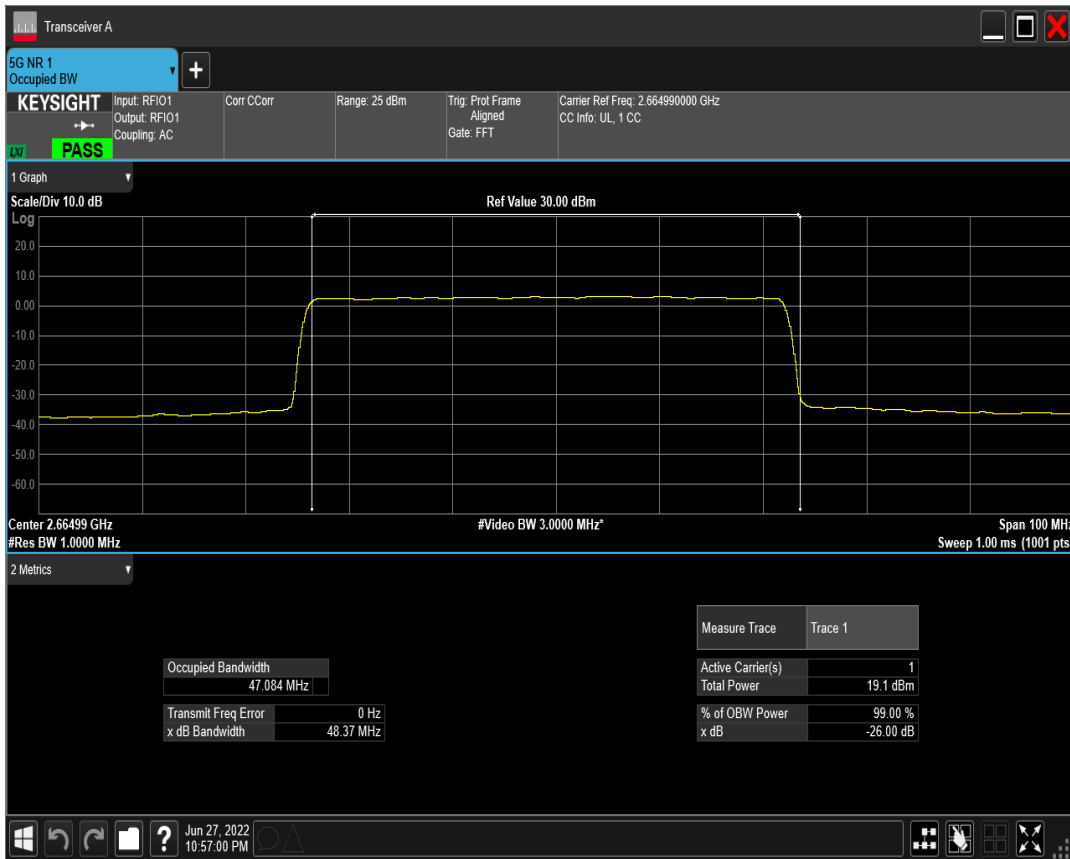 Transceiver A
5G NR 1
Occupied BW
+
KEYSIGHT
Input: RFIO1
Output: RFIO1
Coupling: AC
Corr CCorr
Range: 25 dBm
Trig: Prot Frame
Aligned
Gate: FFT
Carrier Ref Freq: 2.664990000 GHz
CC Info: UL, 1 CC
LXI
PASS
1 Graph
Scale/Div 10.0 dB
Ref Value 30.00 dBm
Log
20.0
10.0
0.00
-10.0
-20.0
-30.0
-40.0
-50.0
-60.0
Center 2.66499 GHz
#Video BW 3.0000 MHz*
Span 100 MHz
#Res BW 1.0000 MHz
Sweep 1.00 ms (1001 pts
2 Metrics
Measure Trace
Trace 1
Occupied Bandwidth
47.084 MHz
Active Carrier(s)
1
Total Power
19.1 dBm
Transmit Freq Error
0 Hz
x dB Bandwidth
48.37 MHz
% of OBW Power
99.00 %
x dB
-26.00 dB
?
Jun 27, 2022
10:57:00 PM